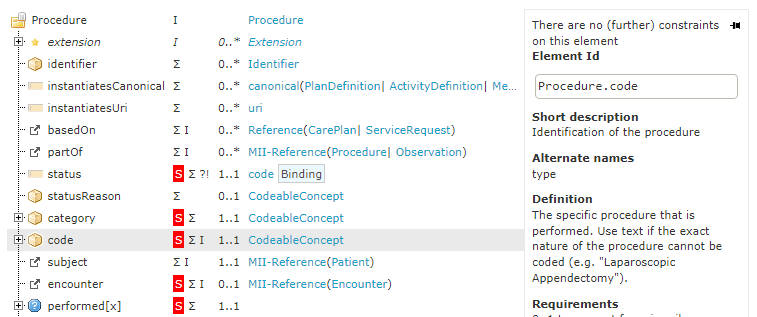 Procedure I Procedure
extension I 0..* Extension
identifier Σ 0..* Identifier
instantiatesCanonical Σ 0..* canonical(PlanDefinition| ActivityDefinition| Me...
instantiatesUri Σ 0..* uri
basedOn Σ I 0..* Reference(CarePlan| ServiceRequest)
partOf Σ I 0..* MII-Reference(Procedure| Observation)
status S Σ ?! 1..1 code Binding
statusReason Σ 0..1 CodeableConcept
category S Σ 1..1 CodeableConcept
code S Σ I 1..1 CodeableConcept
subject Σ I 1..1 MII-Reference(Patient)
encounter S Σ I 0..1 MII-Reference(Encounter)
performed[x] S Σ 1..1
There are no (further) constraints
on this element
Element Id
Procedure.code
Short description
Identification of the procedure
Alternate names
type
Definition
The specific procedure that is
performed. Use text if the exact
nature of the procedure cannot be
coded (e.g. "Laparoscopic
Appendectomy").
Requirements